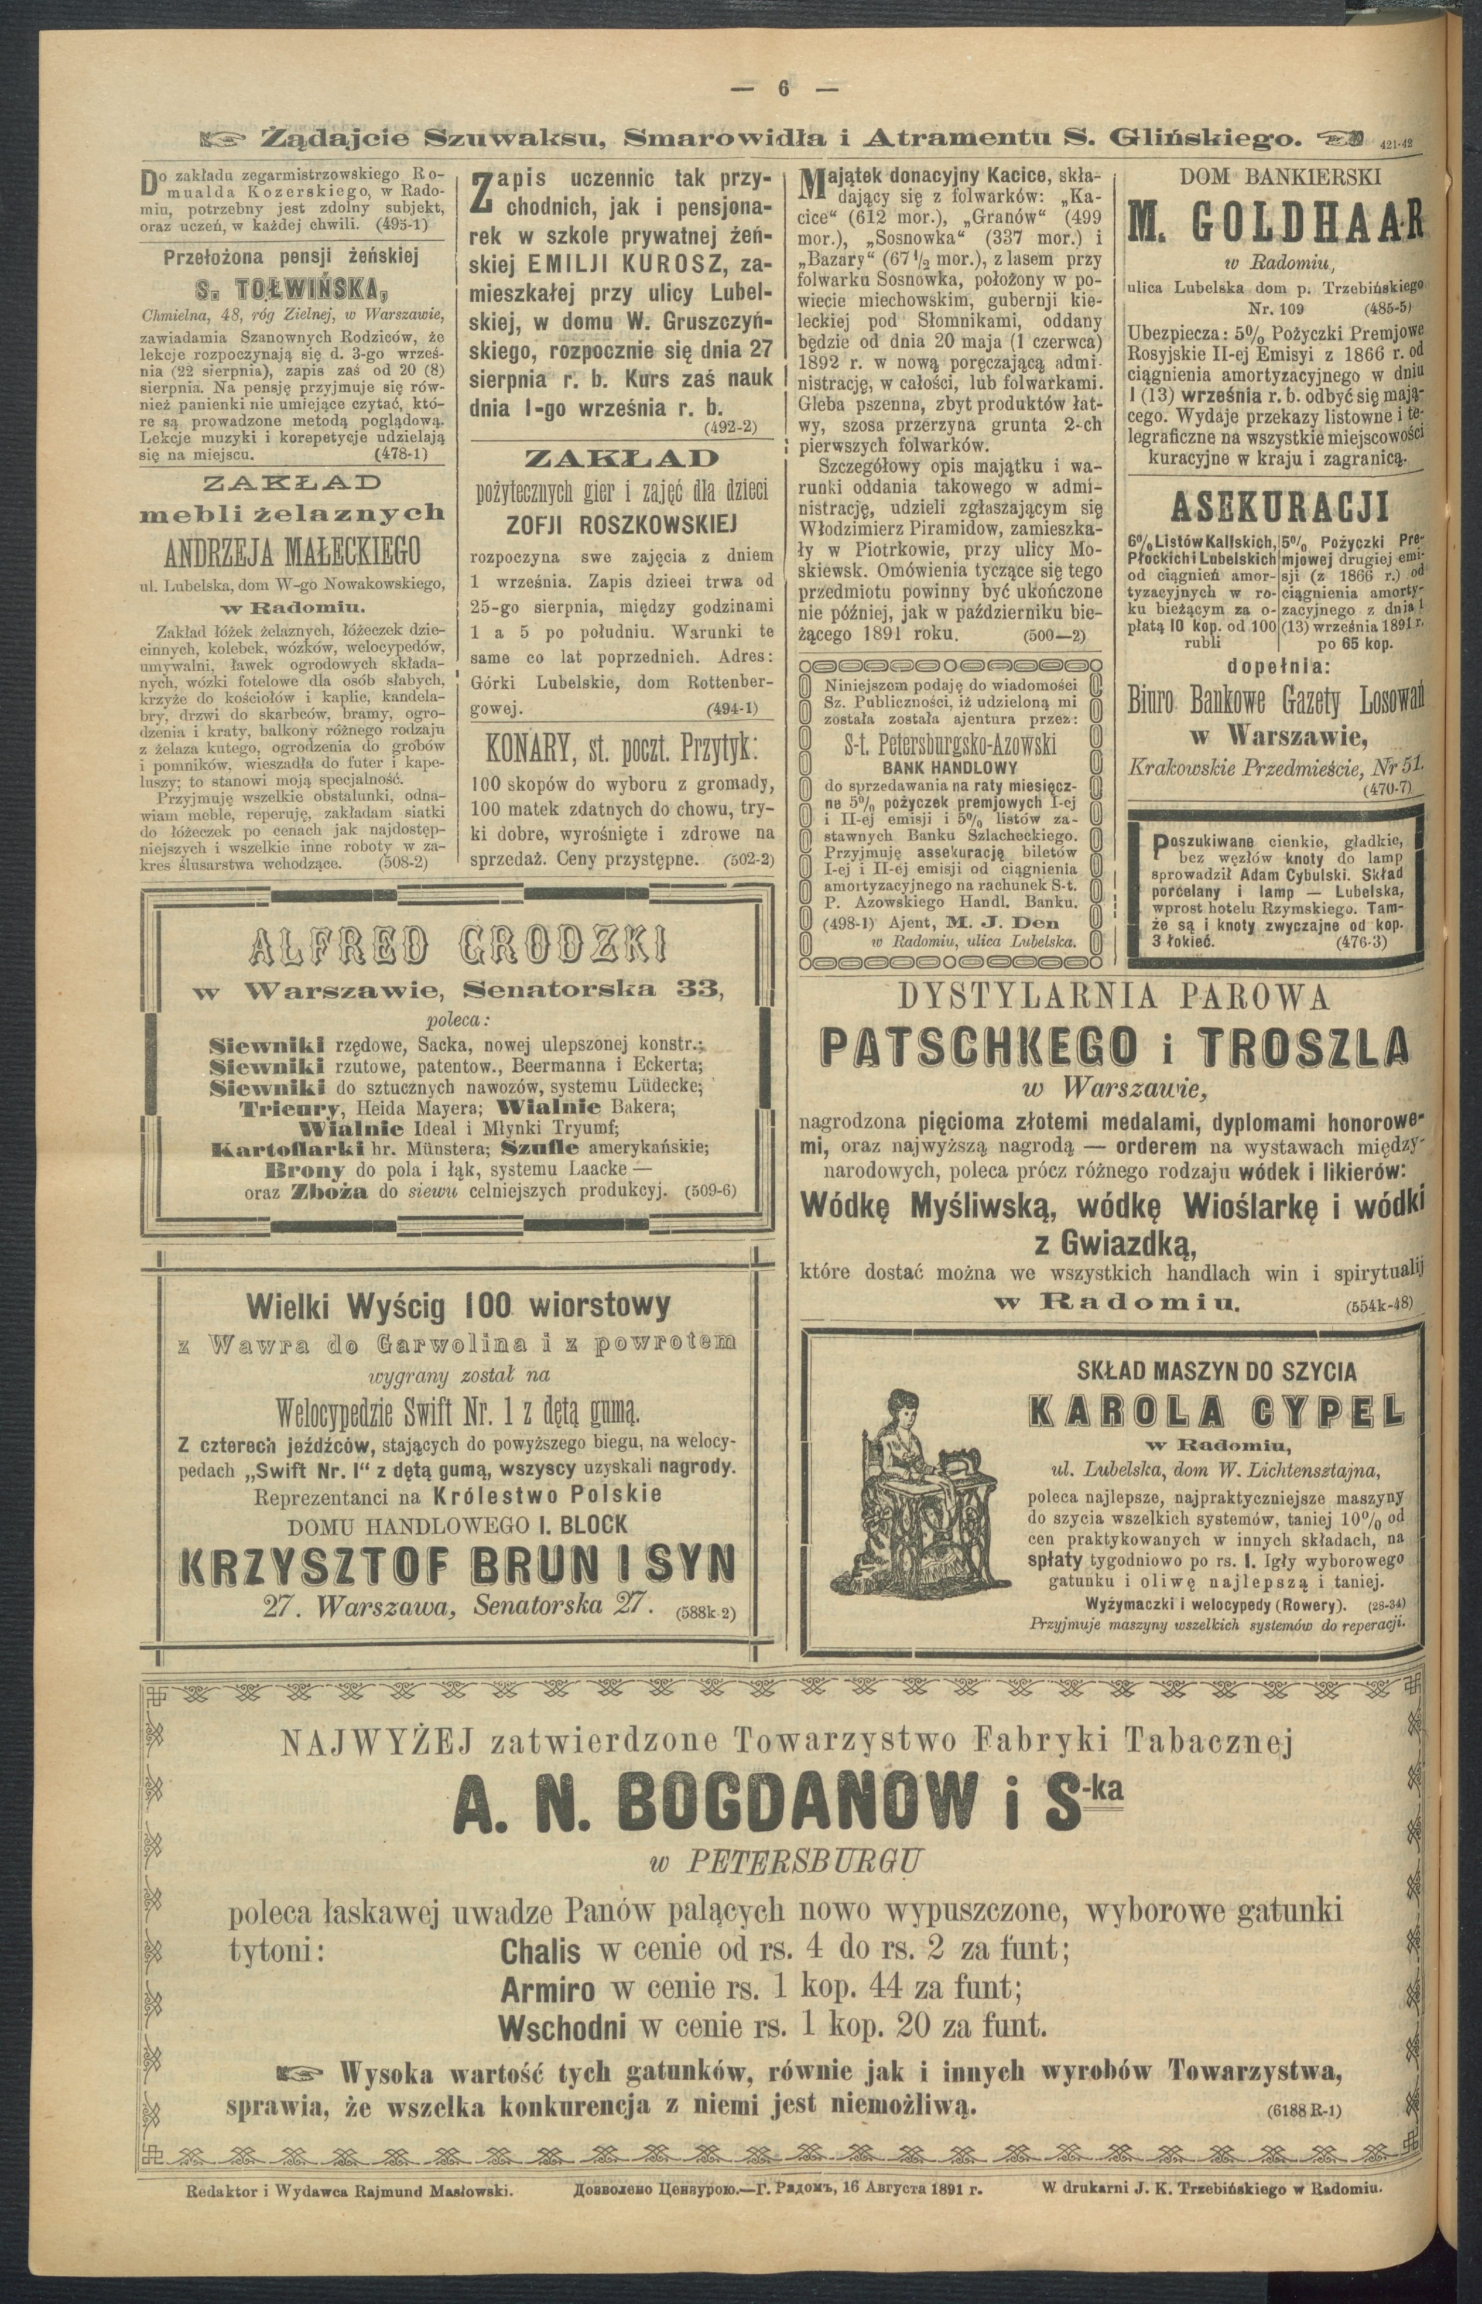 — 6 —
Żądajcie Szuwaksu, Smarowidła i Atramentu S. Glińskiego.
421-42
Do zakładu zegarmistrzowskiego Ro-
mualda Kozerskiego, w Rado-
miu, potrzebny jest zdolny subjekt,
oraz uczeń, w każdej chwili. (495-1)
Przełożona pensji żeńskiej
S. TOŁWIŃSKA,
Chmielna, 48, róg Zielnej, w Warszawie,
zawiadamia Szanownych Rodziców, że
lekcje rozpoczynają się d. 3-go wrześ-
nia (22 sierpnia), zapis zaś od 20 (8)
sierpnia. Na pensję przyjmuje się rów-
nież panienki nie umiejące czytać, któ-
re są prowadzone metodą poglądową.
Lekcje muzyki i korepetycje udzielają
się na miejscu. (478-1)
ZAKŁAD
mebli żelaznych
ANDRZEJA MAŁECKIEGO
ul. Lubelska, dom W-go Nowakowskiego,
w Radomiu.
Zakład łóżek żelaznych, łóżeczek dzie-
cinnych, kolebek, wózków, welocypedów,
umywalni, ławek ogrodowych składa-
nych, wózki fotelowe dla osób słabych,
krzyże do kościołów i kaplic, kandela-
bry, drzwi do skarbców, bramy, ogro-
dzenia i kraty, balkony różnego rodzaju
z żelaza kutego, ogrodzenia do grobów
i pomników, wieszadła do futer i kape-
luszy; to stanowi moją specjalność.
Przyjmuję wszelkie obstalunki, odna-
wiam meble, reperuję, zakładam siatki
do łóżeczek po cenach jak najdostęp-
niejszych i wszelkie inne roboty w za-
kres ślusarstwa wchodzące. (508-2)
Zapis uczennic tak przy-
chodnich, jak i pensjona-
rek w szkole prywatnej żeń-
skiej EMILJI KUROSZ, za-
mieszkałej przy ulicy Lubel-
skiej, w domu W. Gruszczyń-
skiego, rozpocznie się dnia 27
sierpnia r. b. Kurs zaś nauk
dnia 1-go września r. b.
(492-2)
ZAKŁAD
pożytecznych gier i zajęć dla dzieci
ZOFJI ROSZKOWSKIEJ
rozpoczyna swe zajęcia z dniem
1 września. Zapis dzieei trwa od
25-go sierpnia, między godzinami
1 a 5 po południu. Warunki te
same co lat poprzednich. Adres:
Górki Lubelskie, dom Rottenber-
gowej. (494-1)
KONARY, st. poczt. Przytyk:
100 skopów do wyboru z gromady,
100 matek zdatnych do chowu, try-
ki dobre, wyrośnięte i zdrowe na
sprzedaż. Ceny przystępne. (502-2)
Majątek donacyjny Kacice, skła-
dający się z folwarków: „Ka-
cice“ (612 mor.), „Granów“ (499
mor.), „Sosnowka“ (337 mor.) i
„Bazary“ (67½ mor.), z lasem przy
folwarku Sosnowka, położony w po-
wiecie miechowskim, gubernji kie-
leckiej pod Słomnikami, oddany
będzie od dnia 20 maja (1 czerwca)
1892 r. w nową poręczającą admi-
nistrację, w całości, lub folwarkami.
Gleba pszenna, zbyt produktów łat-
wy, szosa przerzyna grunta 2-ch
pierwszych folwarków.
Szczegółowy opis majątku i wa-
runki oddania takowego w admi-
nistrację, udzieli zgłaszającym się
Włodzimierz Piramidow, zamieszka-
ły w Piotrkowie, przy ulicy Mo-
skiewsk. Omówienia tyczące się tego
przedmiotu powinny być ukończone
nie później, jak w październiku bie-
żącego 1891 roku. (500—2)
Niniejszem podaję do wiadomości
Sz. Publiczności, iż udzieloną mi
została została ajentura przez:
S-t. Petersburgsko-Azowski
BANK HANDLOWY
do sprzedawania na raty miesięcz-
ne 5% pożyczek premjowych I-ej
i II-ej emisji i 5% listów za-
stawnych Banku Szlacheckiego.
Przyjmuję assekurację biletów
I-ej i II-ej emisji od ciągnienia
amortyzacyjnego na rachunek S-t.
P. Azowskiego Handl. Banku.
(498-1) Ajent, M. J. Den
w Radomiu, ulica Lubelska.
DOM BANKIERSKI
M. GOLDHAAR
w Radomiu,
ulica Lubelska dom p. Trzebińskiego
Nr. 109 (485-5)
Ubezpiecza: 5% Pożyczki Premjowe
Rosyjskie II-ej Emisyi z 1866 r. od
ciągnienia amortyzacyjnego w dniu
1 (13) września r. b. odbyć się mają-
cego. Wydaje przekazy listowne i te-
legraficzne na wszystkie miejscowości
kuracyjne w kraju i zagranicą.
ASEKURACJI
6% Listów Kaliskich,
Płockich i Lubelskich
od ciągnień amor-
tyzacyjnych w ro-
ku bieżącym za o-
płatą 10 kop. od 100
rubli
5% Pożyczki Pre-
mjowej drugiej emi-
sji (z 1866 r.) od
ciągnienia amorty-
zacyjnego z dnia 1
(13) września 1891 r.
po 65 kop.
dopełnia:
Biuro Bankowe Gazety Losowań
w Warszawie,
Krakowskie Przedmieście, Nr 51.
(470-7)
Poszukiwane cienkie, gładkie,
bez węzłów knoty do lamp
sprowadził Adam Cybulski. Skład
porcelany i lamp — Lubelska,
wprost hotelu Rzymskiego. Tam-
że są i knoty zwyczajne od kop.
3 łokieć. (476-3)
ALFRED GRODZKI
w Warszawie, Senatorska 33,
poleca:
Siewniki rzędowe, Sacka, nowej ulepszonej konstr.;
Siewniki rzutowe, patentow., Beermanna i Eckerta;
Siewniki do sztucznych nawozów, systemu Lüdecke;
Trieury, Heida Mayera; Wialnie Bakera;
Wialnie Ideal i Młynki Tryumf;
Kartoflarki hr. Münstera; Szufle amerykańskie;
Brony do pola i łąk, systemu Laacke —
oraz Zboża do siewu celniejszych produkcyj. (509-6)
Wielki Wyścig 100 wiorstowy
z Wawra do Garwolina i z powrotem
wygrany został na
Welocypedzie Swift Nr. 1 z dętą gumą.
Z czterech jeźdźców, stających do powyższego biegu, na welocy-
pedach „Swift Nr. I“ z dętą gumą, wszyscy uzyskali nagrody.
Reprezentanci na Królestwo Polskie
DOMU HANDLOWEGO I. BLOCK
KRZYSZTOF BRUN I SYN
27. Warszawa, Senatorska 27. (588k-2)
DYSTYLARNIA PAROWA
PATSCHKEGO i TROSZLA
w Warszawie,
nagrodzona pięcioma złotemi medalami, dyplomami honorowe-
mi, oraz najwyższą nagrodą — orderem na wystawach między-
narodowych, poleca prócz różnego rodzaju wódek i likierów:
Wódkę Myśliwską, wódkę Wioślarkę i wódki
z Gwiazdką,
które dostać można we wszystkich handlach win i spirytualij
w Radomiu. (554k-48)
SKŁAD MASZYN DO SZYCIA
KAROLA CYPEL
w Radomiu,
ul. Lubelska, dom W. Lichtensztajna,
poleca najlepsze, najpraktyczniejsze maszyny
do szycia wszelkich systemów, taniej 10% od
cen praktykowanych w innych składach, na
spłaty tygodniowo po rs. 1. Igły wyborowego
gatunku i oliwę najlepszą i taniej.
Wyżymaczki i welocypedy (Rowery). (28-34)
Przyjmuje maszyny wszelkich systemów do reperacji.
NAJWYŻEJ zatwierdzone Towarzystwo Fabryki Tabacznej
A. N. BOGDANOW i S-ka
w PETERSBURGU
poleca łaskawej uwadze Panów palących nowo wypuszczone, wyborowe gatunki
tytoni: Chalis w cenie od rs. 4 do rs. 2 za funt;
Armiro w cenie rs. 1 kop. 44 za funt;
Wschodni w cenie rs. 1 kop. 20 za funt.
Wysoka wartość tych gatunków, równie jak i innych wyrobów Towarzystwa,
sprawia, że wszelka konkurencja z niemi jest niemożliwą. (6188 R-1)
Redaktor i Wydawca Rajmund Masłowski. Дозволено Цензурою.—Г. Радомъ, 16 Августа 1891 г. W drukarni J. K. Trzebińskiego w Radomiu.